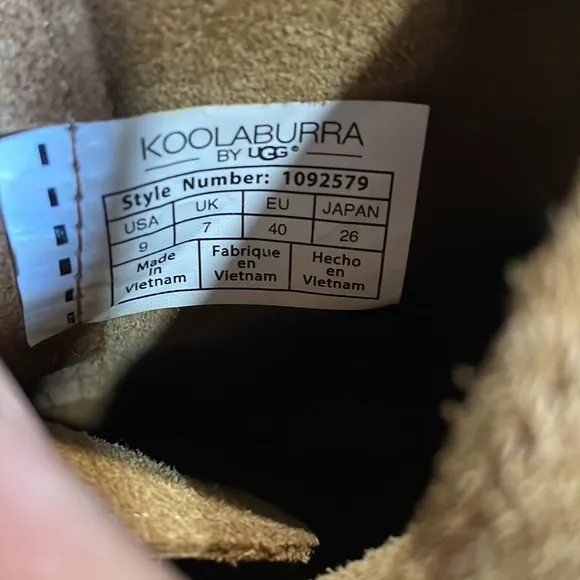 KOOLABURRA
BY UGG®
Style Number: 1092579
USA UK EU JAPAN
9 7 40 26
Made in Vietnam
Fabrique en Vietnam
Hecho en Vietnam